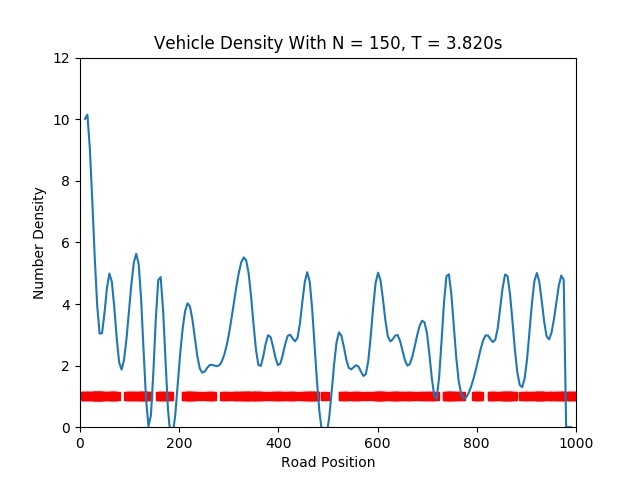 Vehicle Density With N = 150, T = 3.820s
12
10
8
6
4
2
0
Number Density
0 200 400 600 800 1000
Road Position